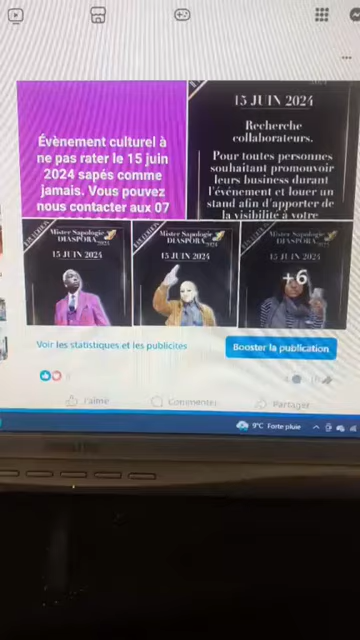 15 JUIN 2024
Recherche
collaborateurs.
Pour toutes personnes
souhaitant promouvoir
leurs business durant
l'événement et louer un
stand afin d'apporter de
la visibilité à votre
Évènement culturel à
ne pas rater le 15 juin
2024 sapés comme
jamais. Vous pouvez
nous contacter aux 07
Mister Sapologie
DIASPORA
15 JUIN 2024
Mister Sapologie
DIASPORA
15 JUIN 2024
Mister Sapologie
DIASPORA
15 JUIN 2024
+6
Voir les statistiques et les publicités
Booster la publication
J'aime
Commenter
Partager
9°C Forte pluie